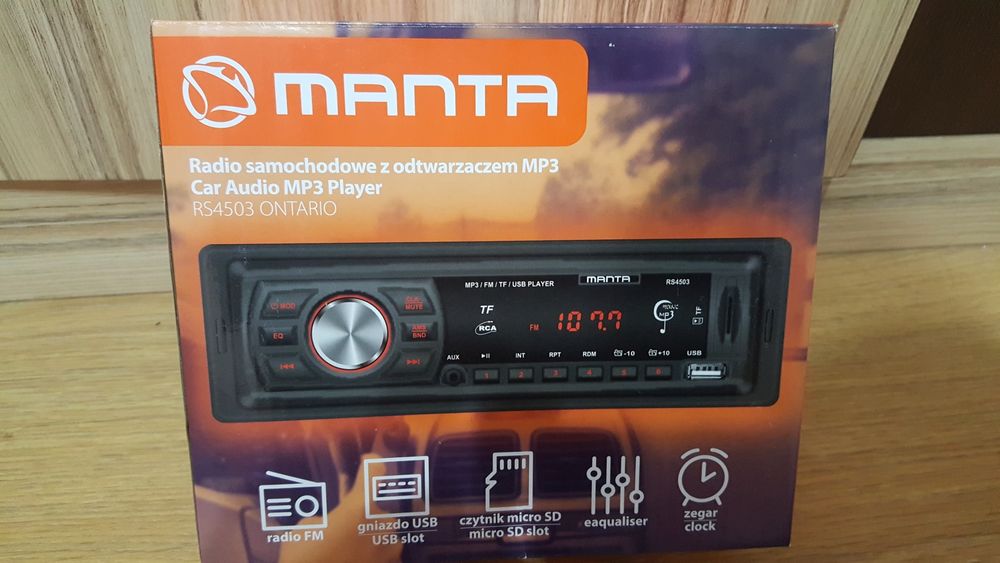 MANTA
Radio samochodowe z odtwarzaczem MP3
Car Audio MP3 Player
RS4503 ONTARIO
MP3 / FM / TF / USB PLAYER
MANTA
RS4503
MOD
CLK-
MUTE
TF
EQ
AMS
BND
RCA
FM
107.7
MP3
TF
AUX
INT
RPT
RDM
-10
+10
USB
1 2 3 4 5 6
radio FM
gniazdo USB
USB slot
czytnik micro SD
micro SD slot
eaqualiser
zegar
clock